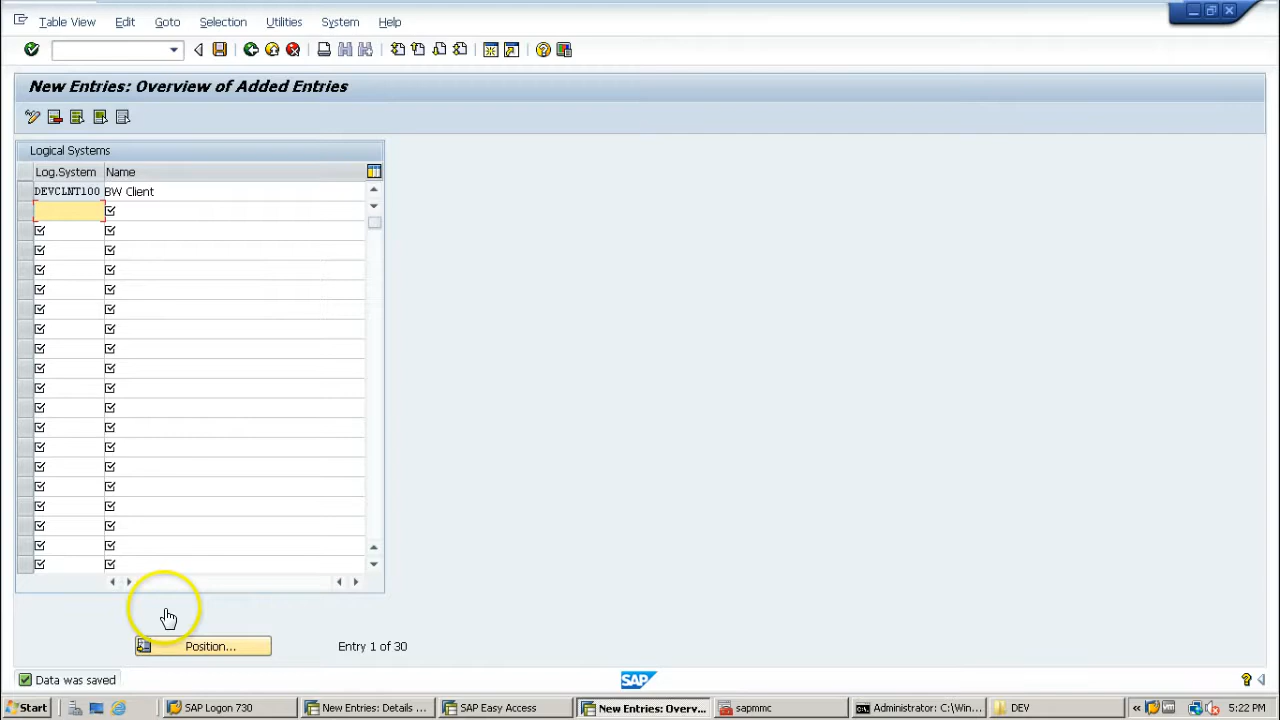 Table View Edit Goto Selection Utilities System Help
New Entries: Overview of Added Entries
Logical Systems
Log.System Name
DEVCLNT100 BW Client
Position... Entry 1 of 30
Data was saved SAP
Start SAP Logon 730 New Entries: Details ... SAP Easy Access New Entries: Overv... sapmmc Administrator: C:\Win... DEV « 5:22 PM